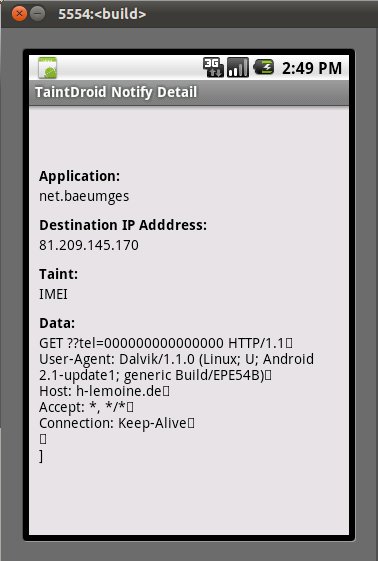 5554:<build>
3G
2:49 PM
TaintDroid Notify Detail
Application:
net.baeumges
Destination IP Adddress:
81.209.145.170
Taint:
IMEI
Data:
GET ??tel=000000000000000 HTTP/1.1▯
User-Agent: Dalvik/1.1.0 (Linux; U; Android
2.1-update1; generic Build/EPE54B)▯
Host: h-lemoine.de▯
Accept: *, */*▯
Connection: Keep-Alive▯
▯
]